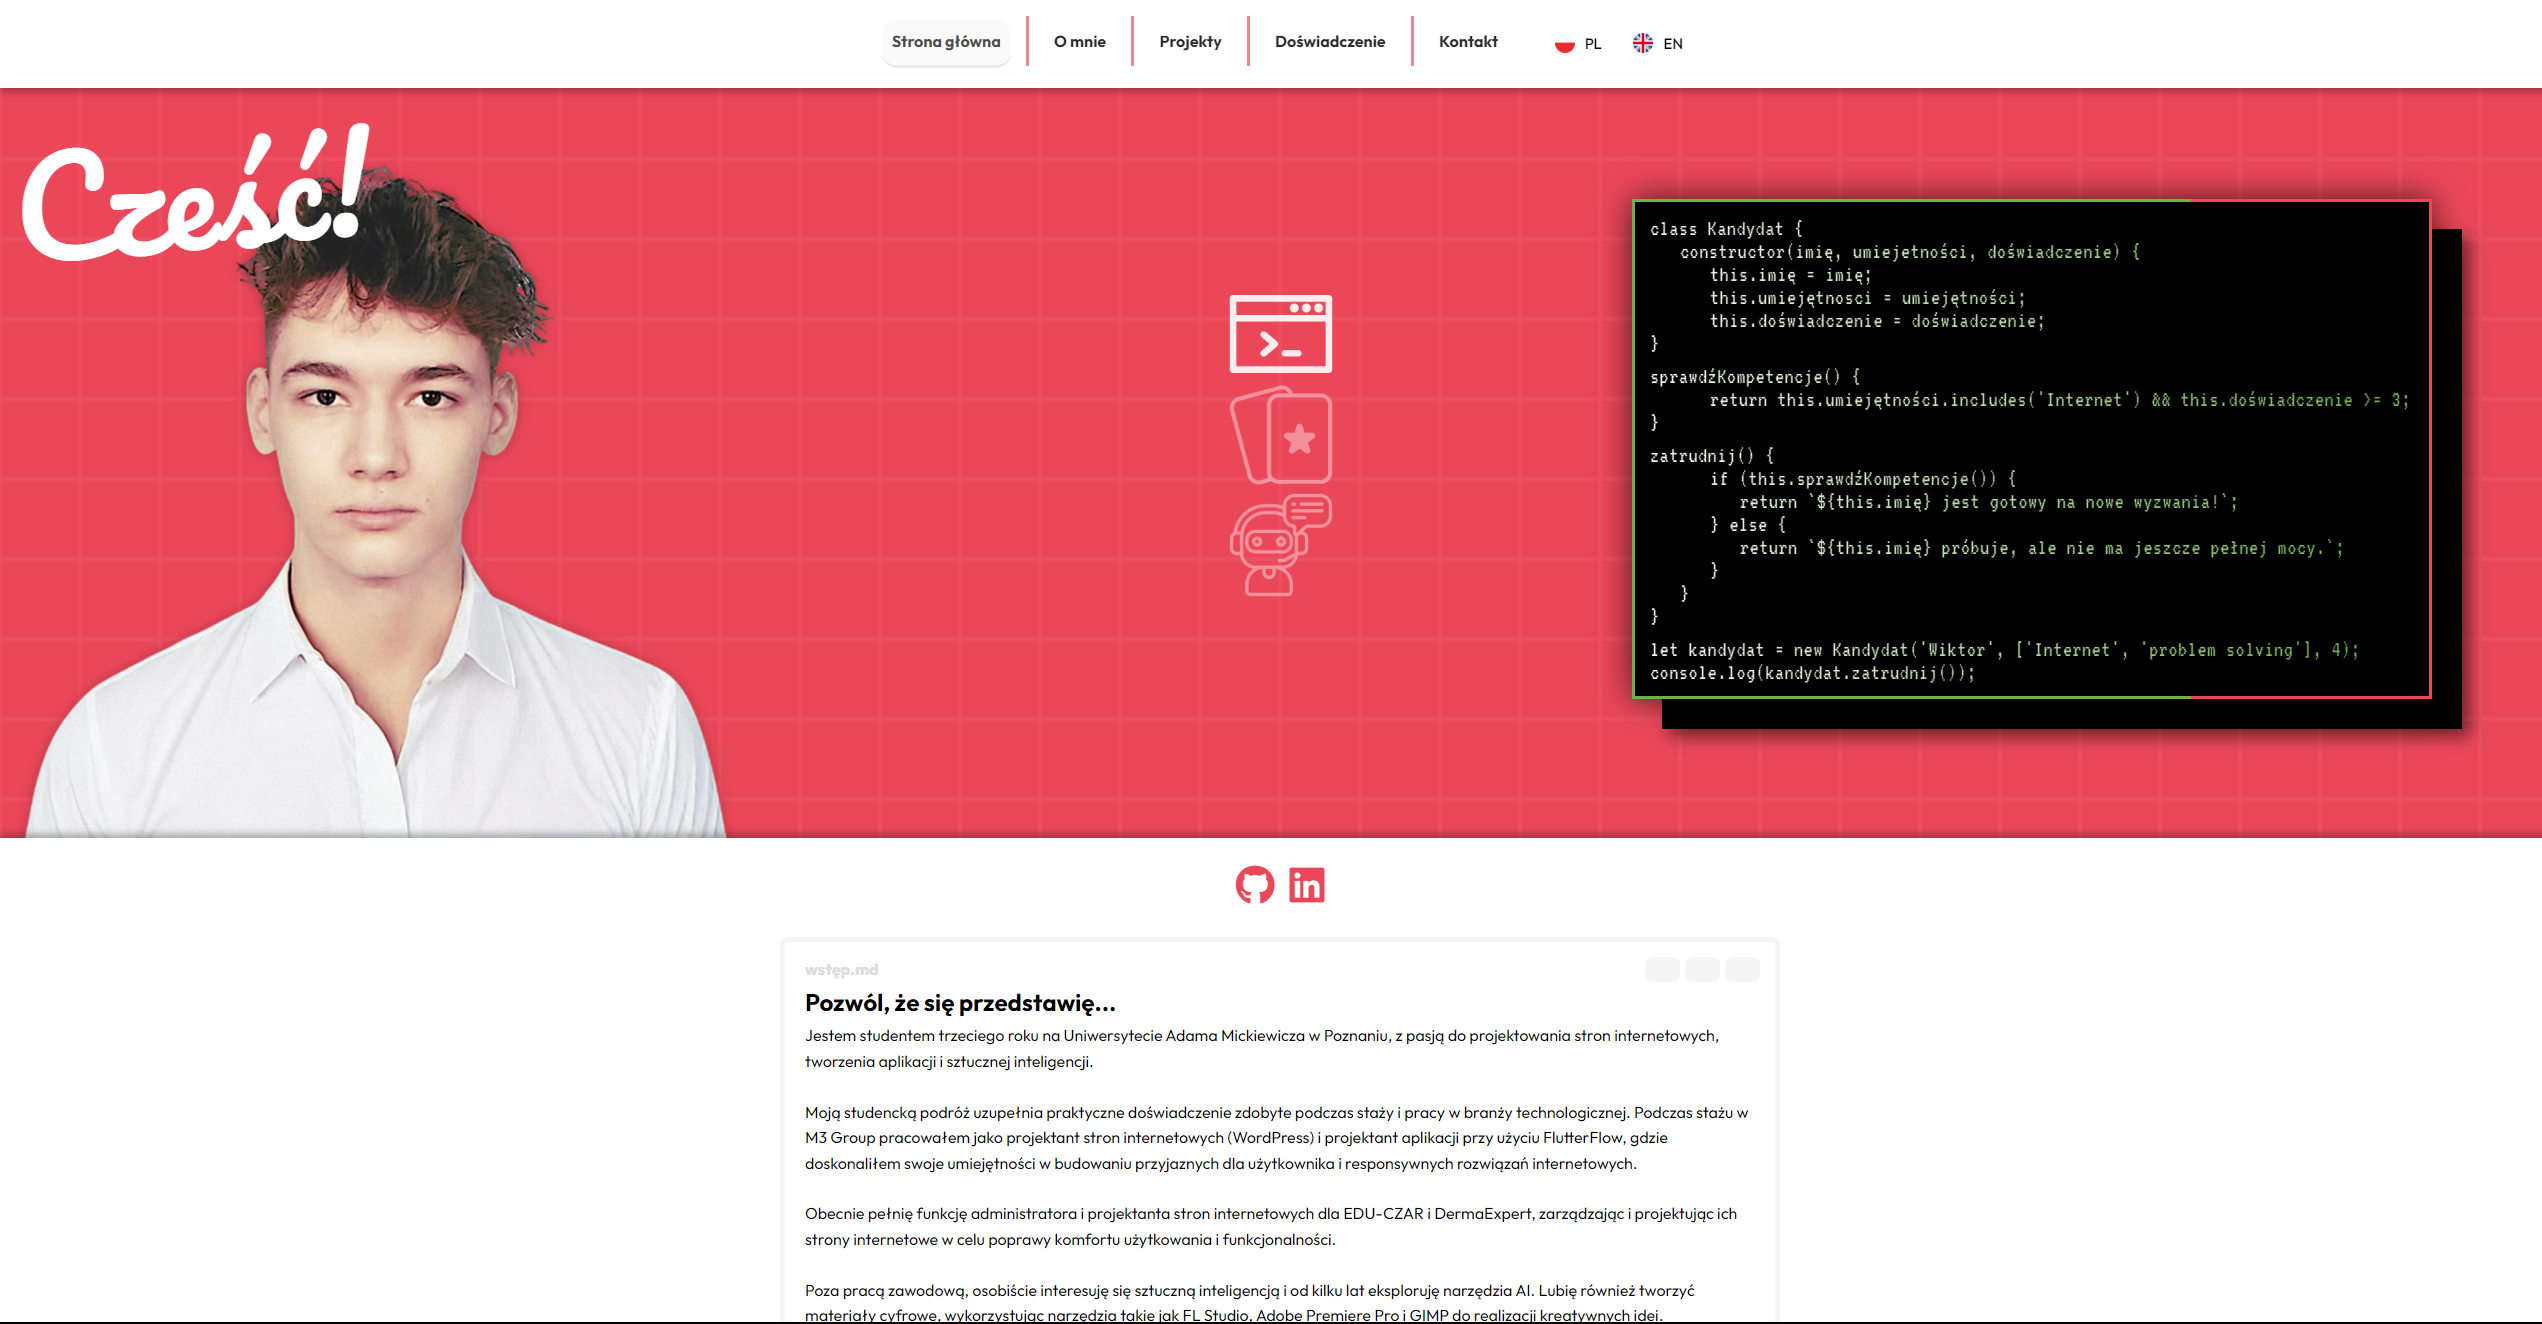 Strona główna
O mnie
Projekty
Doświadczenie
Kontakt
PL
EN
Cześć!
class Kandydat {
constructor(imię, umiejetności, doświadczenie) {
this.imię = imię;
this.umiejętnosci = umiejętności;
this.doświadczenie = doświadczenie;
}
sprawdźKompetencje() {
return this.umiejętności.includes('Internet') && this.doświadczenie >= 3;
}
zatrudnij() {
if (this.sprawdźKompetencje()) {
return `${this.imię} jest gotowy na nowe wyzwania!`;
} else {
return `${this.imię} próbuje, ale nie ma jeszcze pełnej mocy.`;
}
}
}
let kandydat = new Kandydat('Wiktor', ['Internet', 'problem solving'], 4);
console.log(kandydat.zatrudnij());
in
wstęp.md
Pozwól, że się przedstawię...
Jestem studentem trzeciego roku na Uniwersytecie Adama Mickiewicza w Poznaniu, z pasją do projektowania stron internetowych,
tworzenia aplikacji i sztucznej inteligencji.
Moją studencką podróż uzupełnia praktyczne doświadczenie zdobyte podczas staży i pracy w branży technologicznej. Podczas stażu w
M3 Group pracowałem jako projektant stron internetowych (WordPress) i projektant aplikacji przy użyciu FlutterFlow, gdzie
doskonaliłem swoje umiejętności w budowaniu przyjaznych dla użytkownika i responsywnych rozwiązań internetowych.
Obecnie pełnię funkcję administratora i projektanta stron internetowych dla EDU-CZAR i DermaExpert, zarządzając i projektując ich
strony internetowe w celu poprawy komfortu użytkowania i funkcjonalności.
Poza pracą zawodową, osobiście interesuję się sztuczną inteligencją i od kilku lat eksploruję narzędzia AI. Lubię również tworzyć
materiały cyfrowe, wykorzystując narzędzia takie jak FL Studio, Adobe Premiere Pro i GIMP do realizacji kreatywnych idei.